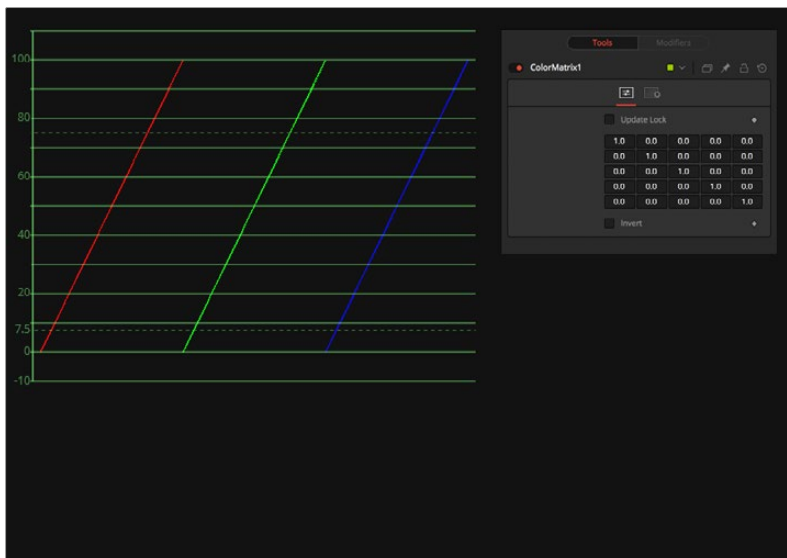 100
80
60
40
20
7.5
0
-10
Tools Modifiers
ColorMatrix1
Update Lock
1.0 0.0 0.0 0.0 0.0
0.0 1.0 0.0 0.0 0.0
0.0 0.0 1.0 0.0 0.0
0.0 0.0 0.0 1.0 0.0
0.0 0.0 0.0 0.0 1.0
Invert